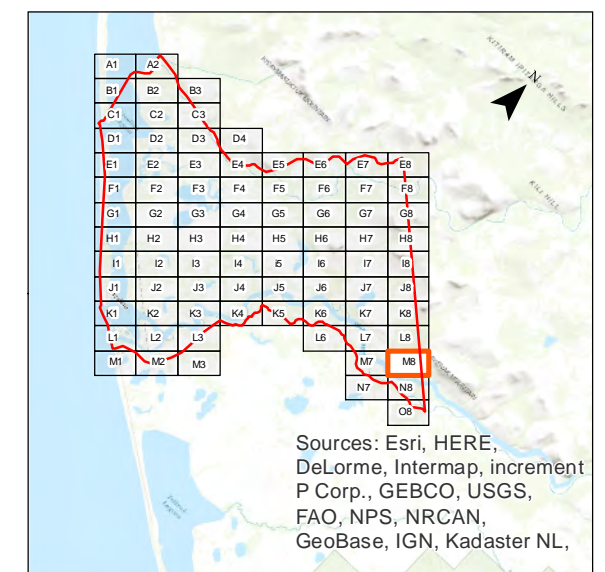 KITIRAM IPIENGA HILLS
N
KILI NILL
A1 A2
B1 B2 B3
C1 C2 C3
D1 D2 D3 D4
E1 E2 E3 E4 E5 E6 E7 E8
F1 F2 F3 F4 F5 F6 F7 F8
G1 G2 G3 G4 G5 G6 G7 G8
H1 H2 H3 H4 H5 H6 H7 H8
I1 I2 I3 I4 i5 I6 I7 I8
J1 J2 J3 J4 J5 J6 J7 J8
K1 K2 K3 K4 K5 K6 K7 K8
L1 L2 L3 L6 L7 L8
M1 M2 M3 M7 M8
N7 N8
O8
Sources: Esri, HERE,
DeLorme, Intermap, increment
P Corp., GEBCO, USGS,
FAO, NPS, NRCAN,
GeoBase, IGN, Kadaster NL,